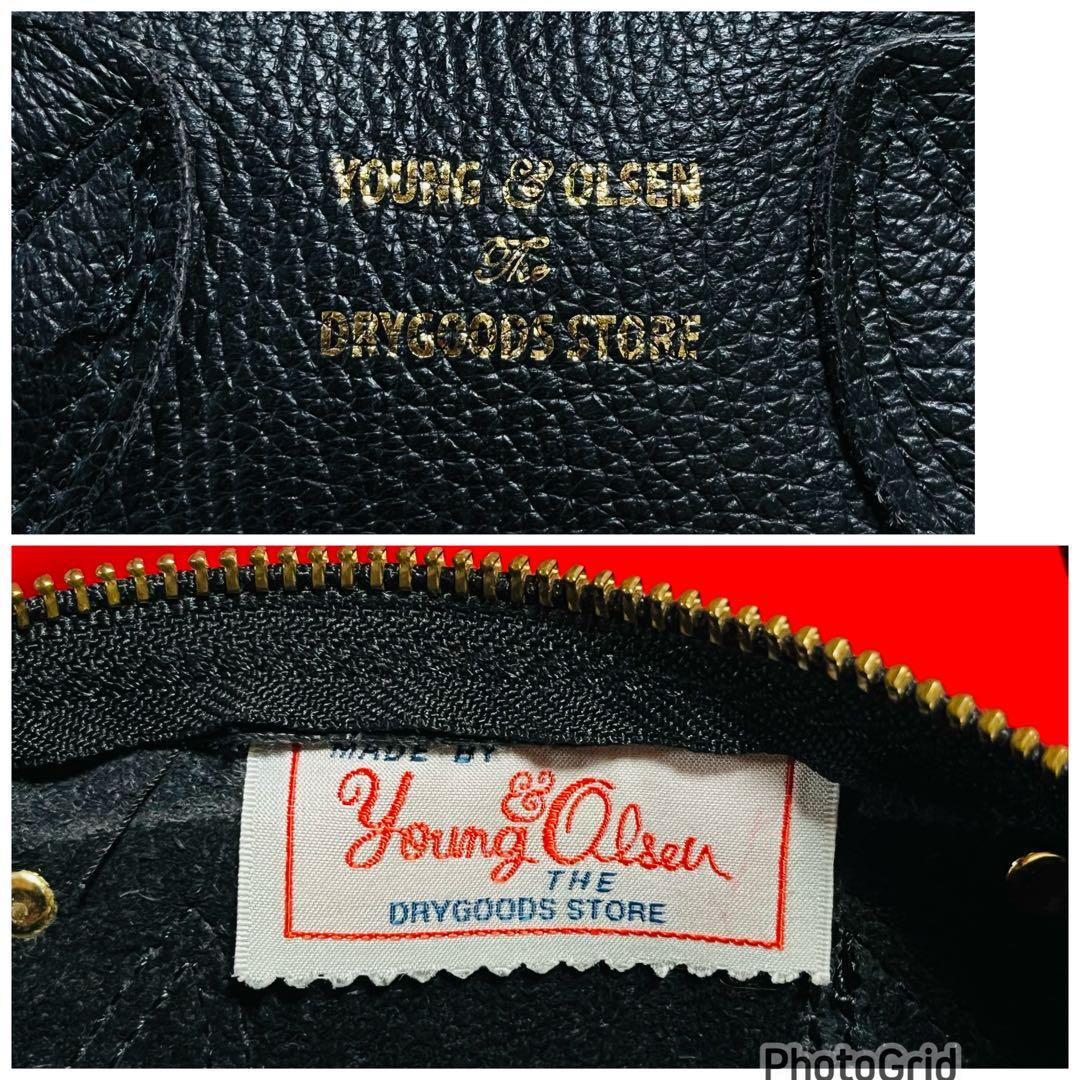 YOUNG & OLSEN
The
DRYGOODS STORE
MADE BY
Young & Olsen
THE
DRYGOODS STORE
PhotoGrid